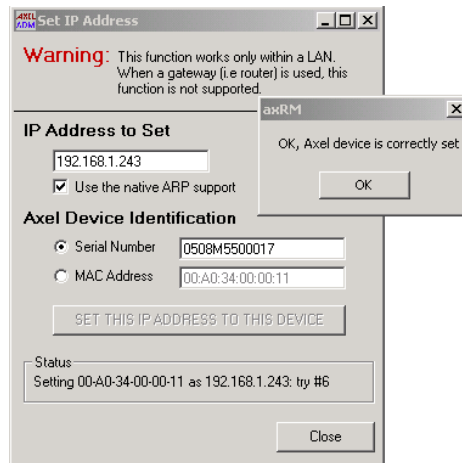 AXEL
ADM
Set IP Address
Warning: This function works only within a LAN.
When a gateway (i.e router) is used, this
function is not supported.
axRM
OK, Axel device is correctly set
OK
IP Address to Set
192.168.1.243
Use the native ARP support
Axel Device Identification
Serial Number 0508M5500017
MAC Address 00:A0:34:00:00:11
SET THIS IP ADDRESS TO THIS DEVICE
Status
Setting 00-A0-34-00-00-11 as 192.168.1.243: try #6
Close